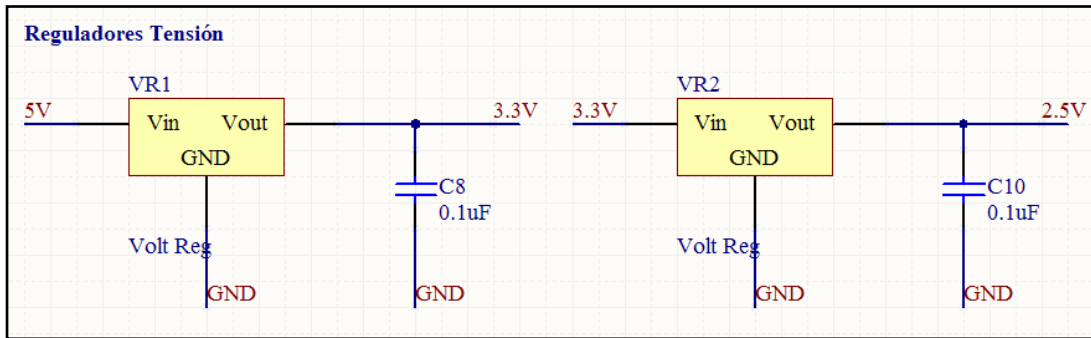 Reguladores Tensión
VR1
5V
Vin
Vout
GND
3.3V
C8
0.1uF
Volt Reg
GND
GND
VR2
3.3V
Vin
Vout
GND
2.5V
C10
0.1uF
Volt Reg
GND
GND